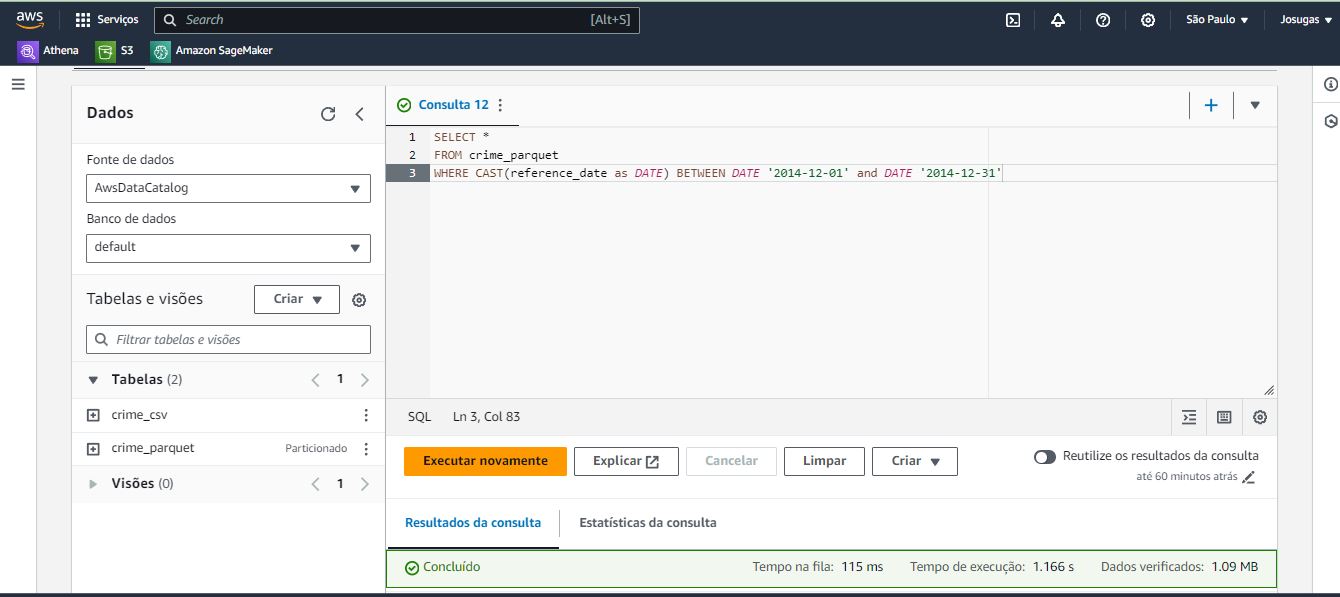 aws
Serviços
Search
[Alt+S]
São Paulo
Josugas
Athena
S3
Amazon SageMaker
Dados
Fonte de dados
AwsDataCatalog
Banco de dados
default
Tabelas e visões
Criar
Filtrar tabelas e visões
Tabelas (2)
1
crime_csv
crime_parquet
Particionado
Visões (0)
1
Consulta 12
1 SELECT *
2 FROM crime_parquet
3 WHERE CAST(reference_date as DATE) BETWEEN DATE '2014-12-01' and DATE '2014-12-31'
SQL
Ln 3, Col 83
Executar novamente
Explicar
Cancelar
Limpar
Criar
Reutilize os resultados da consulta
até 60 minutos atrás
Resultados da consulta
Estatísticas da consulta
Concluído
Tempo na fila: 115 ms
Tempo de execução: 1.166 s
Dados verificados: 1.09 MB